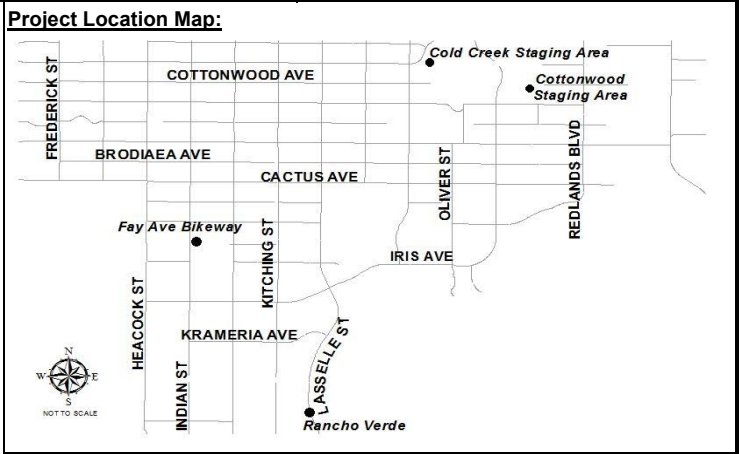 Project Location Map:
Cold Creek Staging Area
COTTONWOOD AVE
Cottonwood
Staging Area
FREDERICK ST
REDLANDS BLVD
BRODIAEA AVE
OLIVER ST
CACTUS AVE
Fay Ave Bikeway
KITCHING ST
IRIS AVE
HEACOCK ST
KRAMERIA AVE
LASSELLE ST
INDIAN ST
N
W
E
S
NOT TO SCALE
Rancho Verde